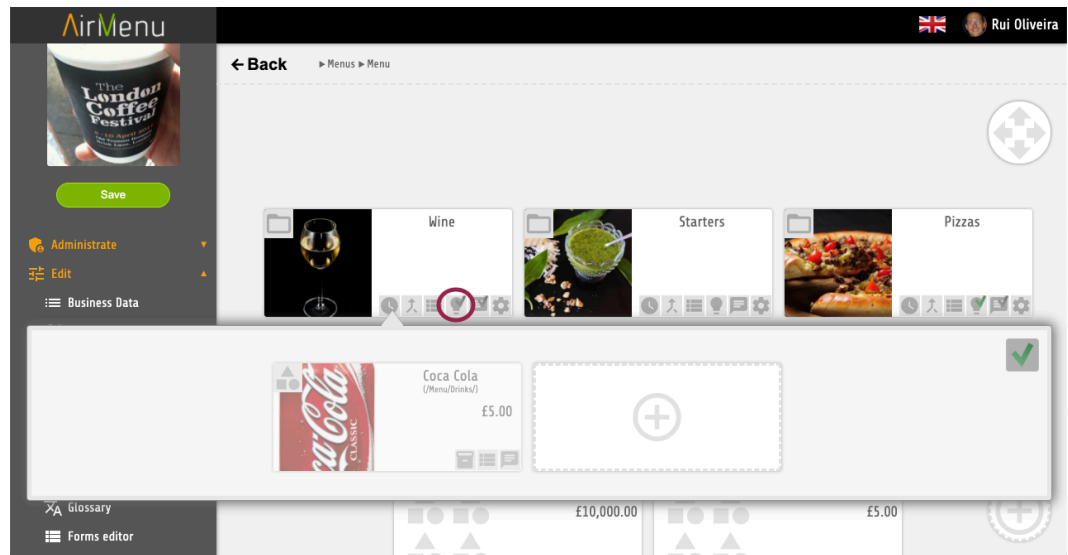 AirMenu
Rui Oliveira
The
London
Coffee
Festival
Back
Menus
Menu
Save
Wine
Starters
Pizzas
Administrate
Edit
Business Data
Coca Cola
(/Menu/Drinks/)
£5.00
Coca-Cola
CLASSIC
Glossary
£10,000.00
£5.00
Forms editor